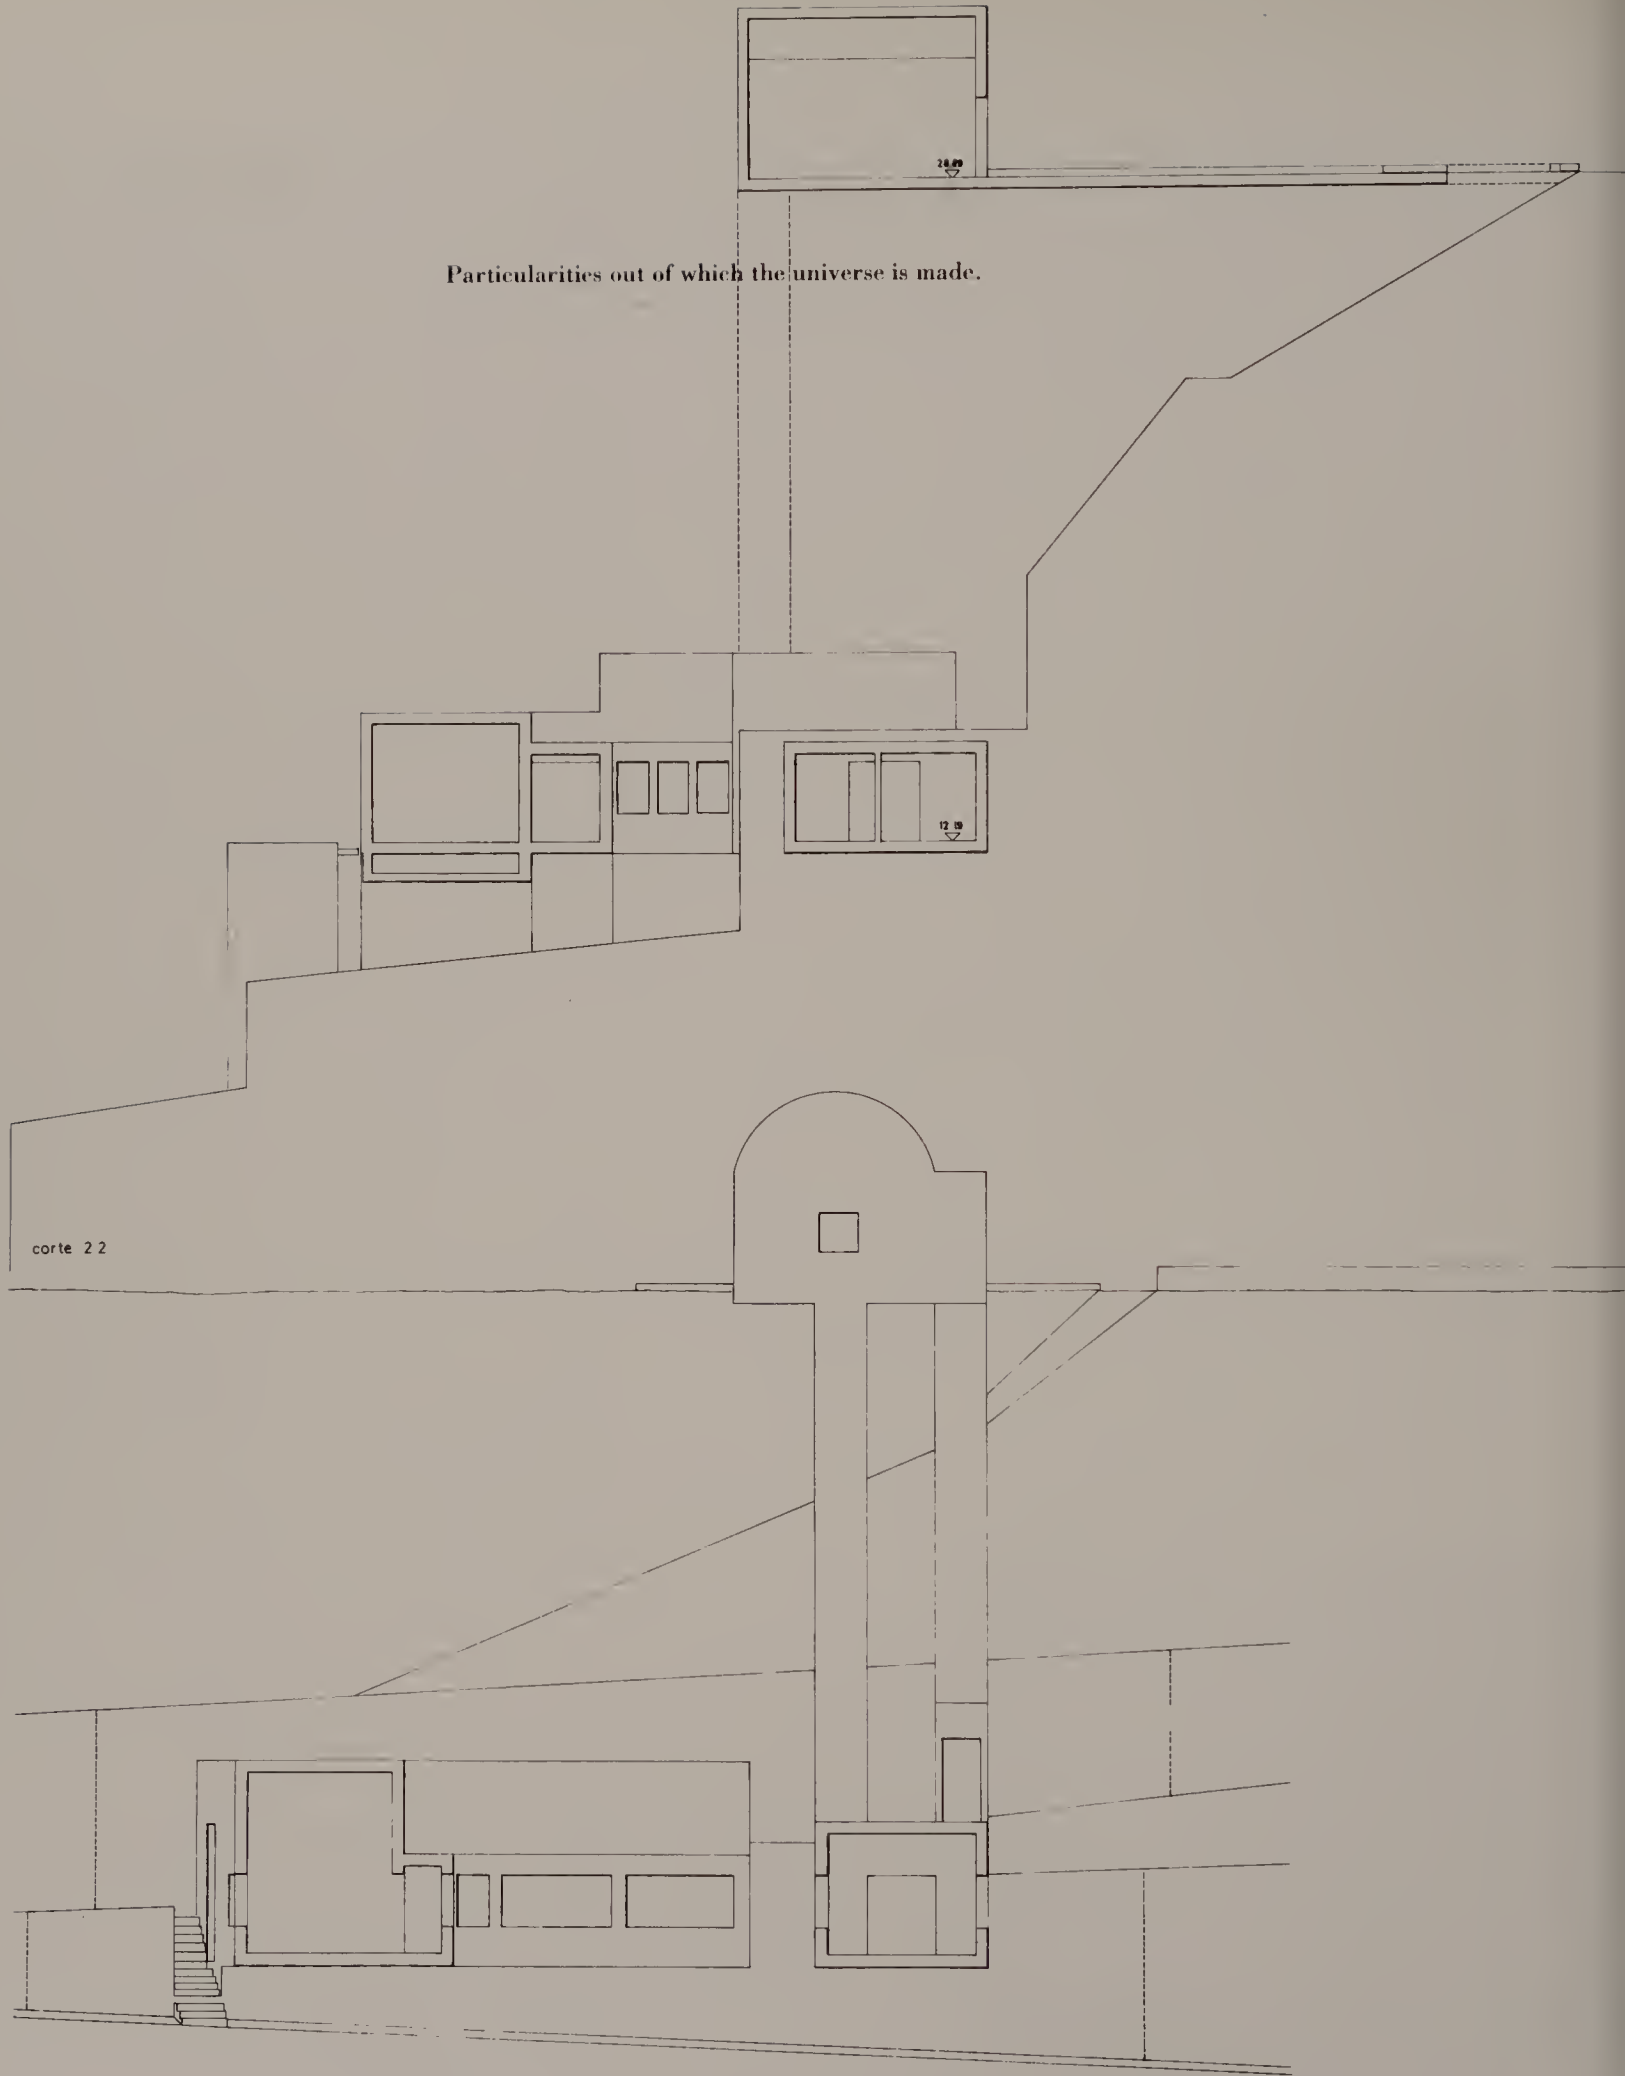 Particularities out of which the universe is made.
12 19
corte 2 2